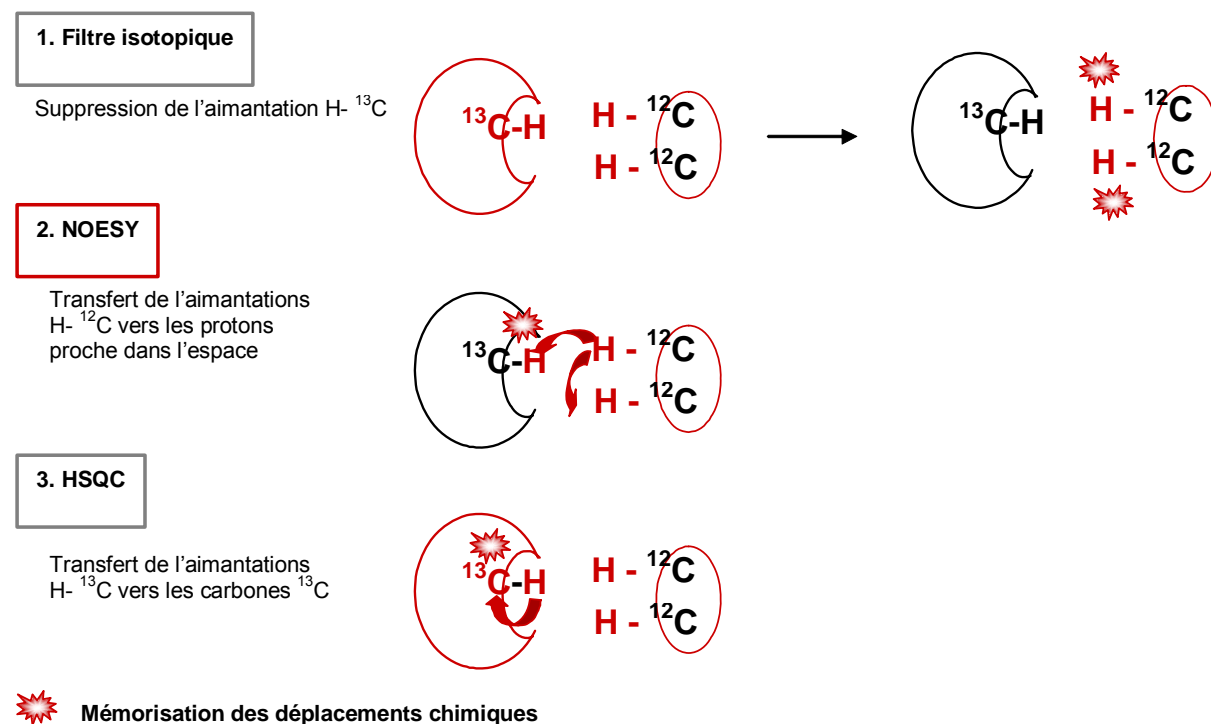 1. Filtre isotopique
Suppression de l'aimantation H- ¹³C
¹³C-H
H - ¹²C
H - ¹²C
¹³C-H
H - ¹²C
H - ¹²C
2. NOESY
Transfert de l'aimantations
H- ¹²C vers les protons
proche dans l'espace
¹³C-H
H - ¹²C
H - ¹²C
3. HSQC
Transfert de l'aimantations
H- ¹³C vers les carbones ¹³C
¹³C-H
H - ¹²C
H - ¹²C
Mémorisation des déplacements chimiques